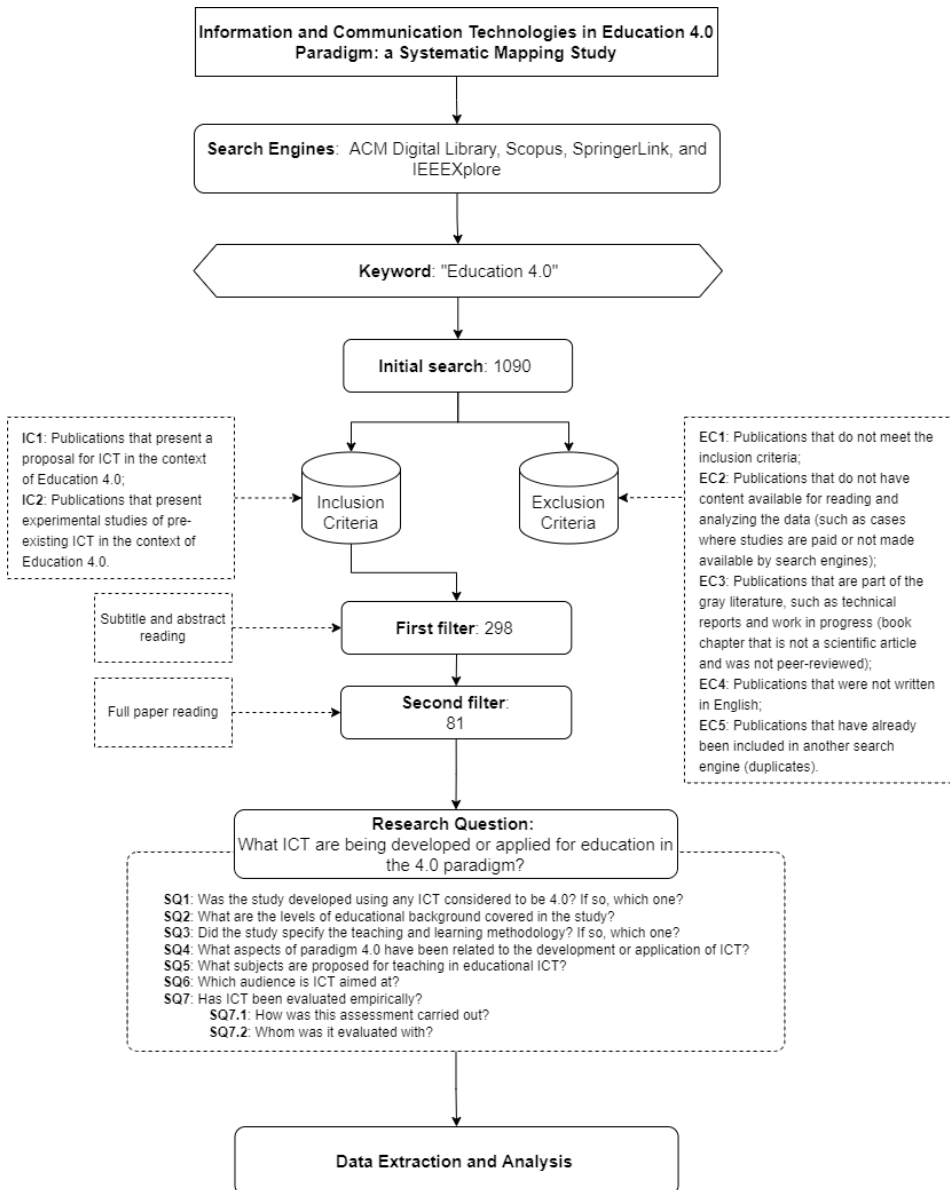 Information and Communication Technologies in Education 4.0
Paradigm: a Systematic Mapping Study
Search Engines: ACM Digital Library, Scopus, SpringerLink, and
IEEEXplore
Keyword: "Education 4.0"
Initial search: 1090
IC1: Publications that present a
proposal for ICT in the context
of Education 4.0;
IC2: Publications that present
experimental studies of pre-
existing ICT in the context of
Education 4.0.
Inclusion
Criteria
Exclusion
Criteria
EC1: Publications that do not meet the
inclusion criteria;
EC2: Publications that do not have
content available for reading and
analyzing the data (such as cases
where studies are paid or not made
available by search engines);
EC3: Publications that are part of the
gray literature, such as technical
reports and work in progress (book
chapter that is not a scientific article
and was not peer-reviewed);
EC4: Publications that were not written
in English;
EC5: Publications that have already
been included in another search
engine (duplicates).
Subtitle and abstract
reading
First filter: 298
Full paper reading
Second filter:
81
Research Question:
What ICT are being developed or applied for education in
the 4.0 paradigm?
SQ1: Was the study developed using any ICT considered to be 4.0? If so, which one?
SQ2: What are the levels of educational background covered in the study?
SQ3: Did the study specify the teaching and learning methodology? If so, which one?
SQ4: What aspects of paradigm 4.0 have been related to the development or application of ICT?
SQ5: What subjects are proposed for teaching in educational ICT?
SQ6: Which audience is ICT aimed at?
SQ7: Has ICT been evaluated empirically?
SQ7.1: How was this assessment carried out?
SQ7.2: Whom was it evaluated with?
Data Extraction and Analysis